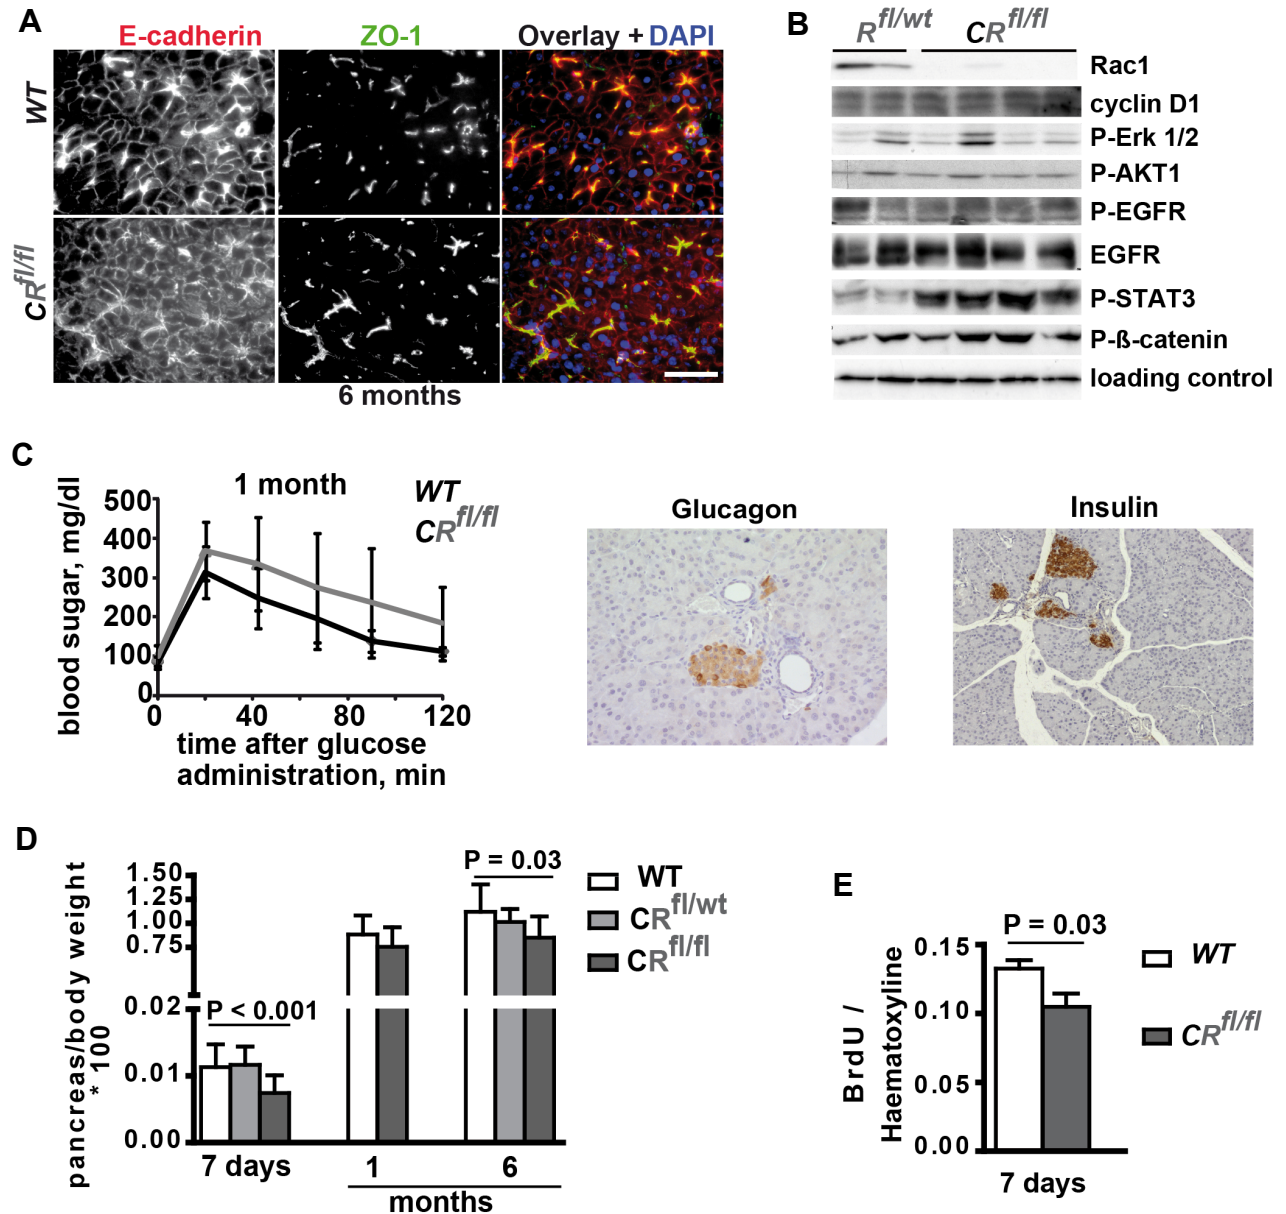 A
E-cadherin
ZO-1
Overlay + DAPI
WT
CRfl/fl
6 months
B
Rfl/wt
CRfl/fl
Rac1
cyclin D1
P-Erk 1/2
P-AKT1
P-EGFR
EGFR
P-STAT3
P-ß-catenin
loading control
C
1 month
WT
CRfl/fl
blood sugar, mg/dl
500
400
300
200
100
0
0 40 80 120
time after glucose
administration, min
Glucagon
Insulin
D
pancreas/body weight
* 100
1.50
1.25
1.00
0.75
0.02
0.01
0.00
P < 0.001
P = 0.03
WT
CRfl/wt
CRfl/fl
7 days
1
6
months
E
BrdU /
Haematoxyline
0.15
0.10
0.05
0.00
P = 0.03
WT
CRfl/fl
7 days